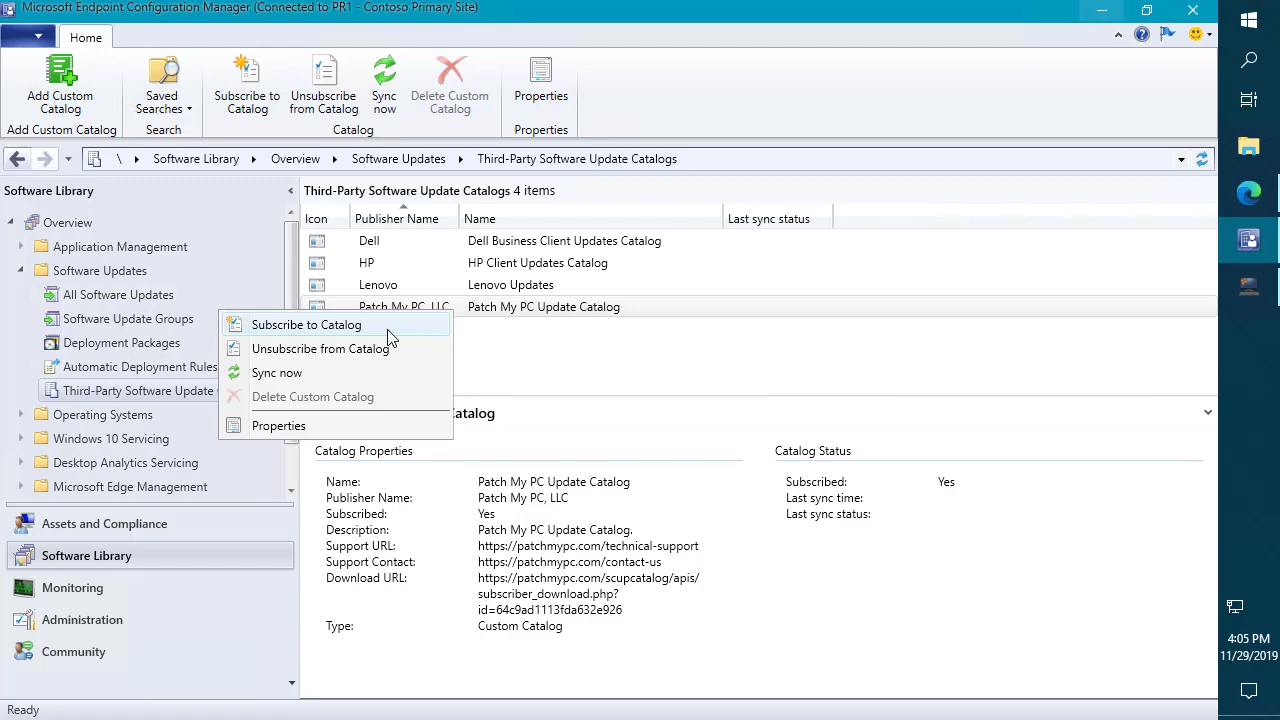 Microsoft Endpoint Configuration Manager (Connected to PR1 - Contoso Primary Site)
Home
Add Custom
Catalog
Saved
Searches
Subscribe to
Catalog
Unsubscribe
from Catalog
Sync
now
Delete Custom
Catalog
Properties
Add Custom Catalog
Search
Catalog
Properties
\ Software Library Overview Software Updates Third-Party Software Update Catalogs
Software Library
Overview
Application Management
Software Updates
All Software Updates
Software Update Groups
Deployment Packages
Automatic Deployment Rules
Third-Party Software Update
Operating Systems
Windows 10 Servicing
Desktop Analytics Servicing
Microsoft Edge Management
Assets and Compliance
Software Library
Monitoring
Administration
Community
Third-Party Software Update Catalogs 4 items
Icon Publisher Name Name Last sync status
Dell Dell Business Client Updates Catalog
HP HP Client Updates Catalog
Lenovo Lenovo Updates
Patch My PC, LLC Patch My PC Update Catalog
Subscribe to Catalog
Unsubscribe from Catalog
Sync now
Delete Custom Catalog
Properties
atalog
Catalog Properties
Name: Patch My PC Update Catalog
Publisher Name: Patch My PC, LLC
Subscribed: Yes
Description: Patch My PC Update Catalog.
Support URL: https://patchmypc.com/technical-support
Support Contact: https://patchmypc.com/contact-us
Download URL: https://patchmypc.com/scupcatalog/apis/
subscriber_download.php?
id=64c9ad1113fda632e926
Type: Custom Catalog
Catalog Status
Subscribed: Yes
Last sync time:
Last sync status:
Ready
4:05 PM
11/29/2019